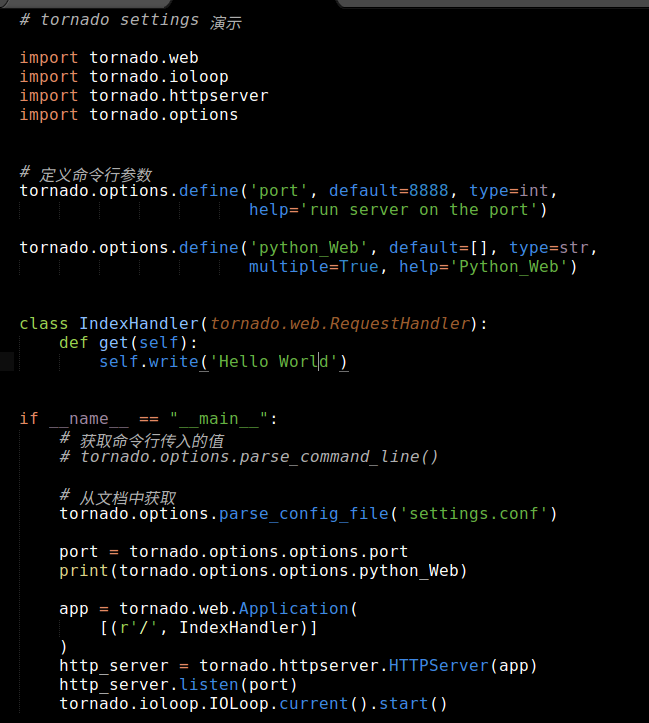 # tornado settings 演示
import tornado.web
import tornado.ioloop
import tornado.httpserver
import tornado.options
# 定义命令行参数
tornado.options.define('port', default=8888, type=int,
help='run server on the port')
tornado.options.define('python_Web', default=[], type=str,
multiple=True, help='Python_Web')
class IndexHandler(tornado.web.RequestHandler):
def get(self):
self.write('Hello World')
if __name__ == "__main__":
# 获取命令行传入的值
# tornado.options.parse_command_line()
# 从文档中获取
tornado.options.parse_config_file('settings.conf')
port = tornado.options.options.port
print(tornado.options.options.python_Web)
app = tornado.web.Application(
[(r'/', IndexHandler)]
)
http_server = tornado.httpserver.HTTPServer(app)
http_server.listen(port)
tornado.ioloop.IOLoop.current().start()